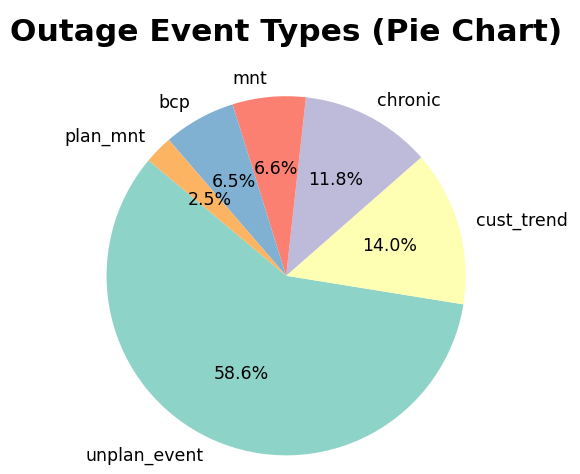 Outage Event Types (Pie Chart)
mnt
chronic
bcp
plan_mnt
6.6%
11.8%
6.5%
2.5%
cust_trend
14.0%
58.6%
unplan_event